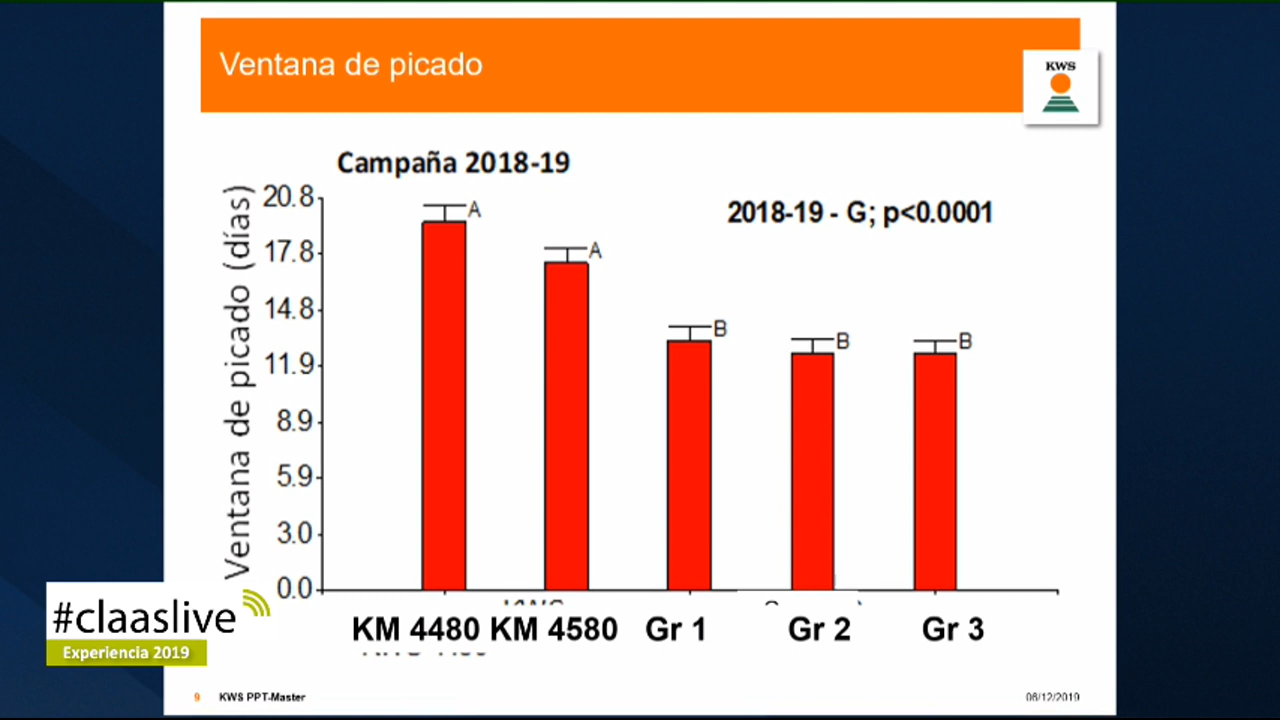 Ventana de picado
KWS
Campaña 2018-19
2018-19 - G; p<0.0001
Ventana de picado (días)
20.8
17.8
14.8
11.9
8.9
5.9
3.0
0.0
A
A
B
B
B
KM 4480 KM 4580 Gr 1 Gr 2 Gr 3
#claaslive
Experiencia 2019
9 KWS PPT-Master
06/12/2019